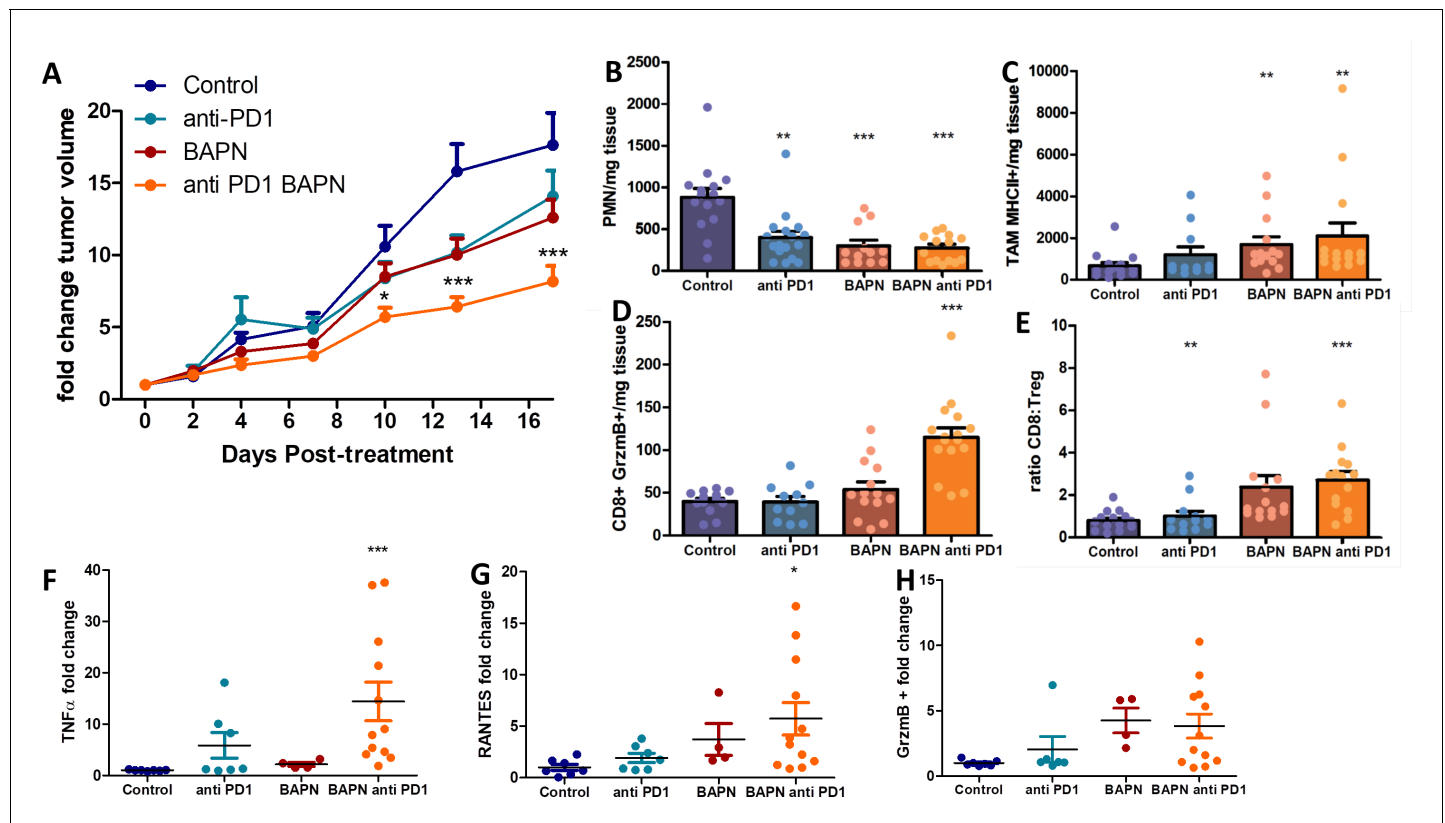 A
Control
anti-PD1
BAPN
anti PD1 BAPN
fold change tumor volume
20
15
10
5
0
*
***
***
0 2 4 6 8 10 12 14 16
Days Post-treatment
B
PMN/mg tissue
2500
2000
1500
1000
500
0
** *** ***
Control anti PD1 BAPN BAPN anti PD1
C
TAM MHCII+/mg tissue
10000
8000
6000
4000
2000
0
** **
Control anti PD1 BAPN BAPN anti PD1
D
CD8+ GrzmB+/mg tissue
250
200
150
100
50
0
***
Control anti PD1 BAPN BAPN anti PD1
E
ratio CD8:Treg
10
8
6
4
2
0
** ***
Control anti PD1 BAPN BAPN anti PD1
F
TNFα fold change
40
30
20
10
0
***
Control anti PD1 BAPN BAPN anti PD1
G
RANTES fold change
20
15
10
5
0
*
Control anti PD1 BAPN BAPN anti PD1
H
GrzmB + fold change
15
10
5
0
Control anti PD1 BAPN BAPN anti PD1